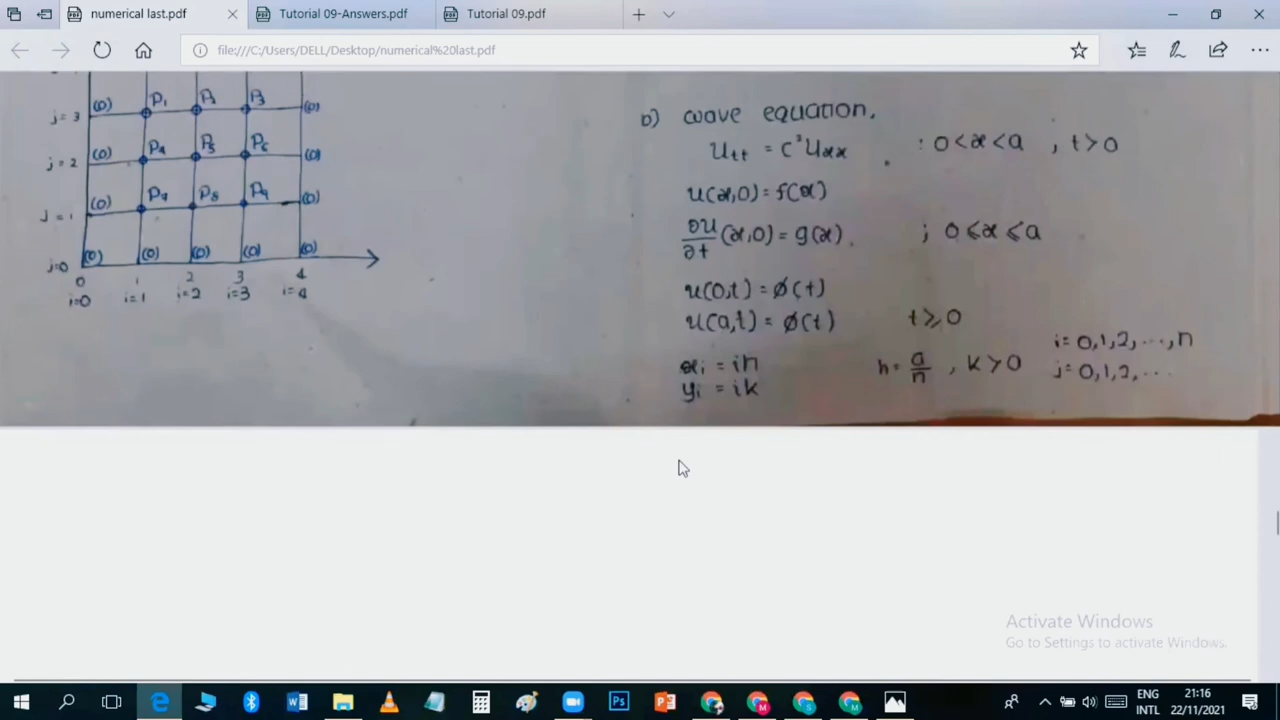 numerical last.pdf
Tutorial 09-Answers.pdf
Tutorial 09.pdf
file:///C:/Users/DELL/Desktop/numerical%20last.pdf
j=3 (0) P1 P3 (0)
j=2 (0) P4 P5 P6 (0)
j=1 (0) P7 P8 P9 (0)
j=0 (0) (0) (0) (0) (0)
0 1 2 3 4
i=0 i=1 i=2 i=3 i=4
b) wave equation.
Utt = C²Uxx : 0<x<a , t>0
u(x,0) = f(x)
∂u/∂t (x,0) = g(x) ; 0⩽x⩽a
u(0,t) = ø(t)
u(a,t) = ø(t) t⩾0
xi = ih h = a/n , k>0 i= 0,1,2,...,n
yi = ik j= 0,1,2,...
Activate Windows
Go to Settings to activate Windows.
ENG
INTL
21:16
22/11/2021